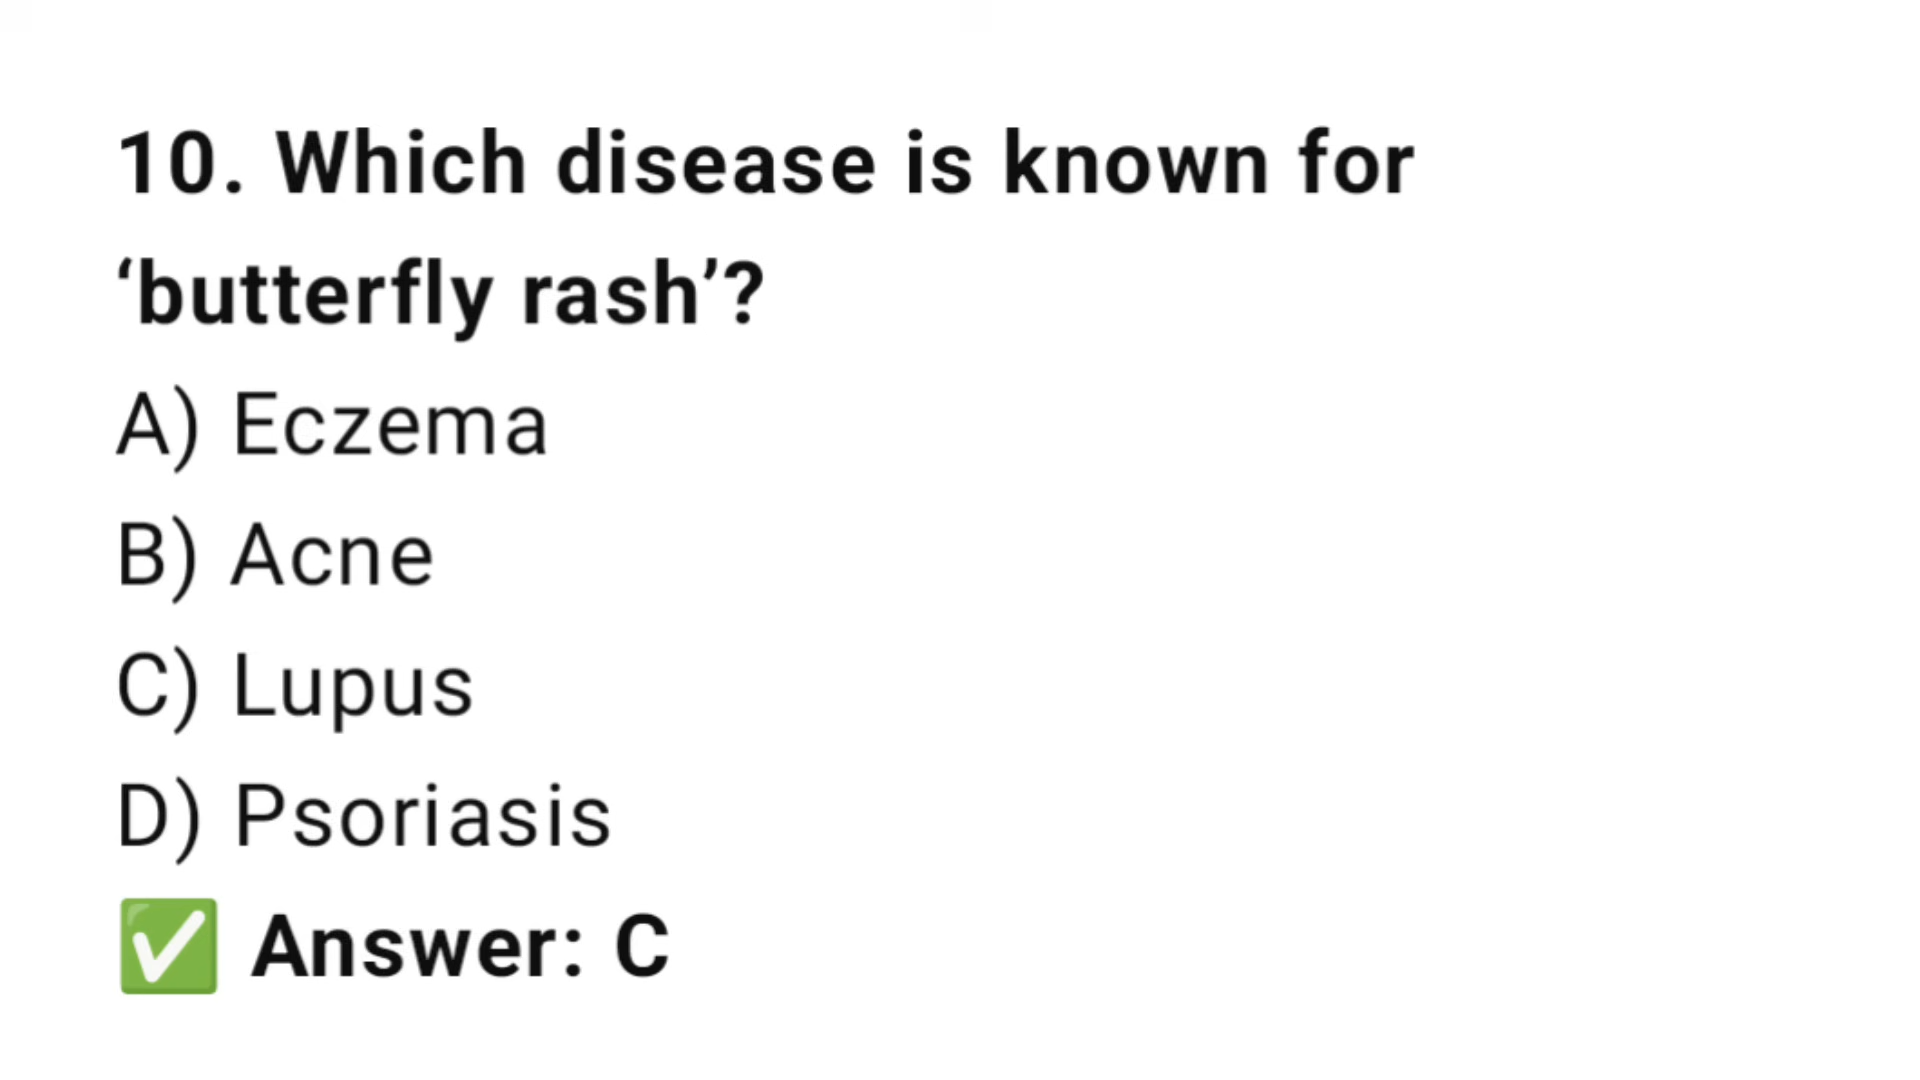 10. Which disease is known for
‘butterfly rash’?
A) Eczema
B) Acne
C) Lupus
D) Psoriasis
✅ Answer: C